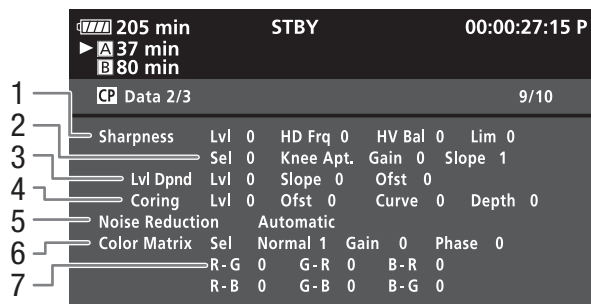 205 min STBY 00:00:27:15 P
A 37 min
B 80 min
CP Data 2/3 9/10
1 Sharpness Lvl 0 HD Frq 0 HV Bal 0 Lim 0
2 Sel 0 Knee Apt. Gain 0 Slope 1
3 Lvl Dpnd Lvl 0 Slope 0 Ofst 0
4 Coring Lvl 0 Ofst 0 Curve 0 Depth 0
5 Noise Reduction Automatic
6 Color Matrix Sel Normal 1 Gain 0 Phase 0
7 R-G 0 G-R 0 B-R 0
R-B 0 G-B 0 B-G 0